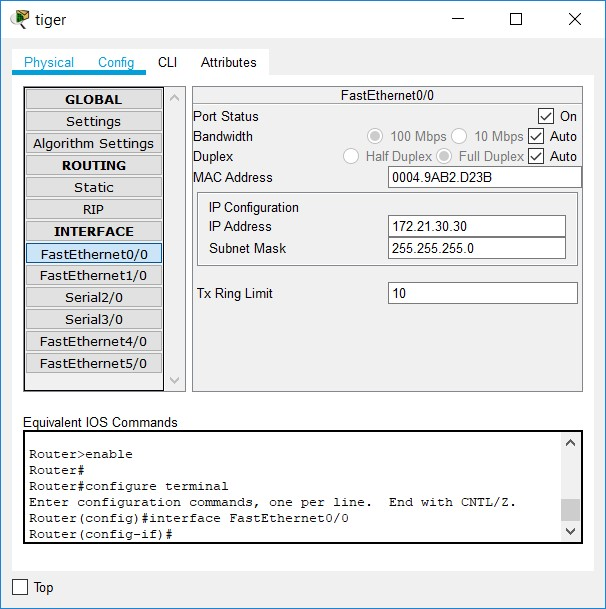 tiger
Physical Config CLI Attributes
GLOBAL
Settings
Algorithm Settings
ROUTING
Static
RIP
INTERFACE
FastEthernet0/0
FastEthernet1/0
Serial2/0
Serial3/0
FastEthernet4/0
FastEthernet5/0
FastEthernet0/0
Port Status On
Bandwidth 100 Mbps 10 Mbps Auto
Duplex Half Duplex Full Duplex Auto
MAC Address 0004.9AB2.D23B
IP Configuration
IP Address 172.21.30.30
Subnet Mask 255.255.255.0
Tx Ring Limit 10
Equivalent IOS Commands
Router>enable
Router#
Router#configure terminal
Enter configuration commands, one per line.  End with CNTL/Z.
Router(config)#interface FastEthernet0/0
Router(config-if)#
Top